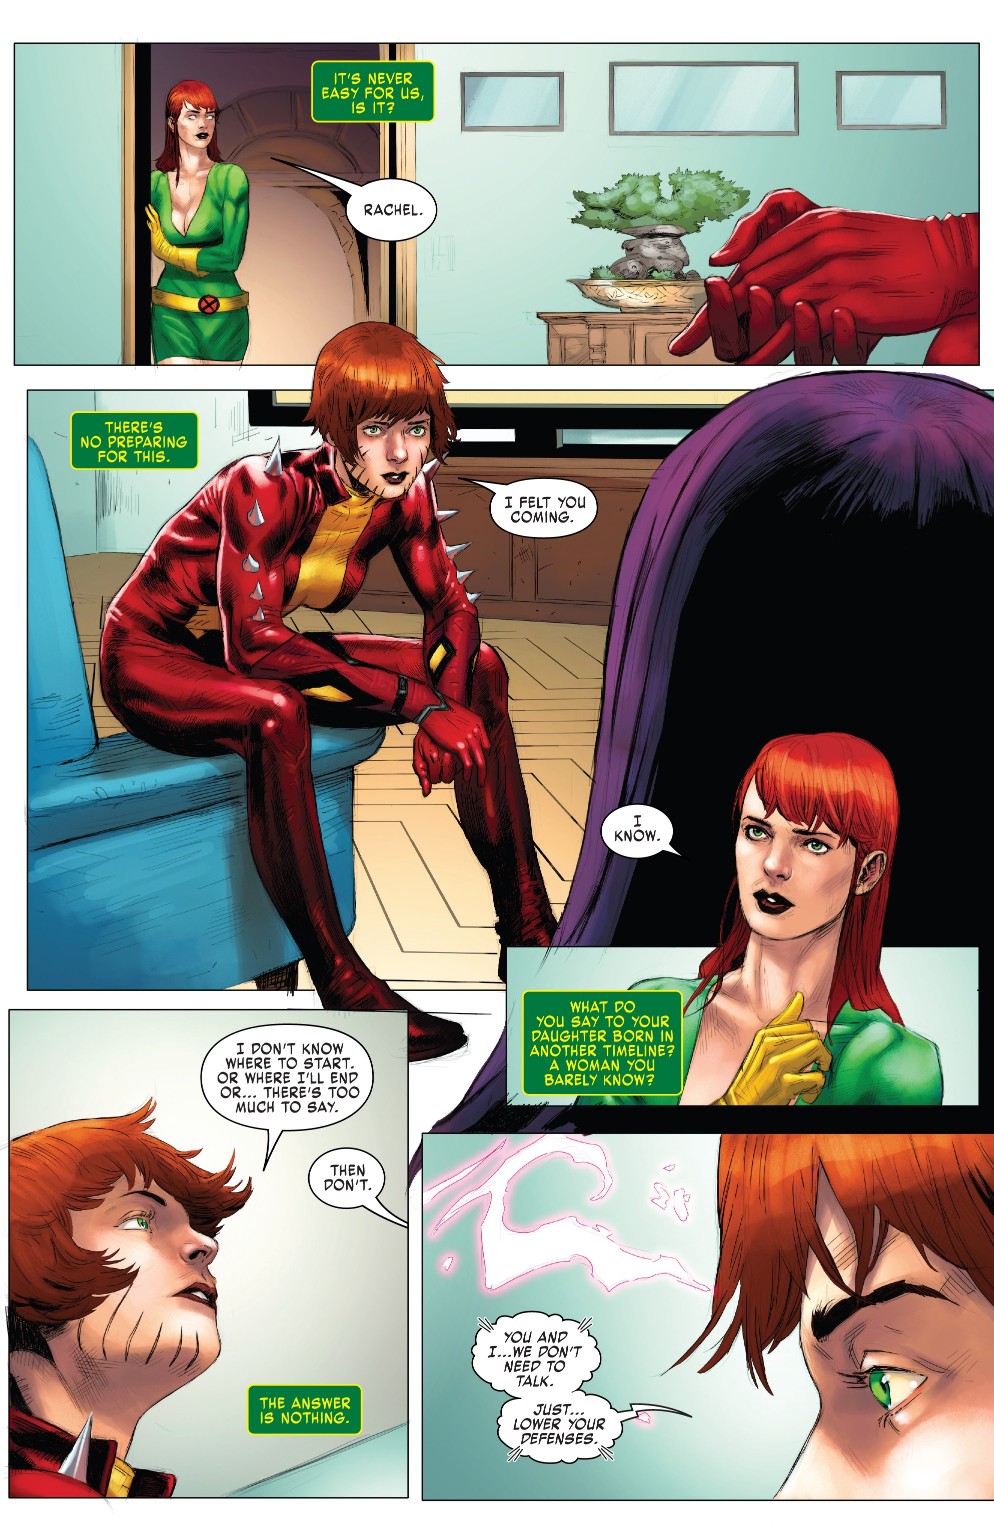 IT'S NEVER
EASY FOR US,
IS IT?
RACHEL.
THERE'S
NO PREPARING
FOR THIS.
I FELT YOU
COMING.
I
KNOW.
WHAT DO
YOU SAY TO YOUR
DAUGHTER BORN IN
ANOTHER TIMELINE?
A WOMAN YOU
BARELY KNOW?
I DON'T KNOW
WHERE TO START.
OR WHERE I'LL END
OR... THERE'S TOO
MUCH TO SAY.
THEN
DON'T.
THE ANSWER
IS NOTHING.
YOU AND
I...WE DON'T
NEED TO
TALK.
JUST...
LOWER YOUR
DEFENSES.